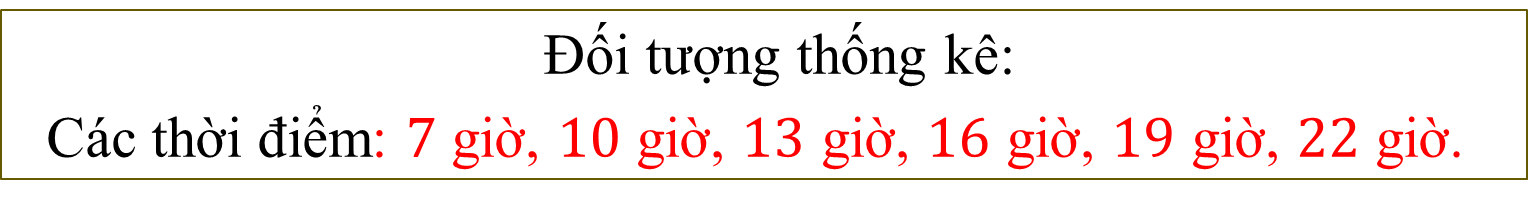 Đối tượng thống kê:
Các thời điểm: 7 giờ, 10 giờ, 13 giờ, 16 giờ, 19 giờ, 22 giờ.